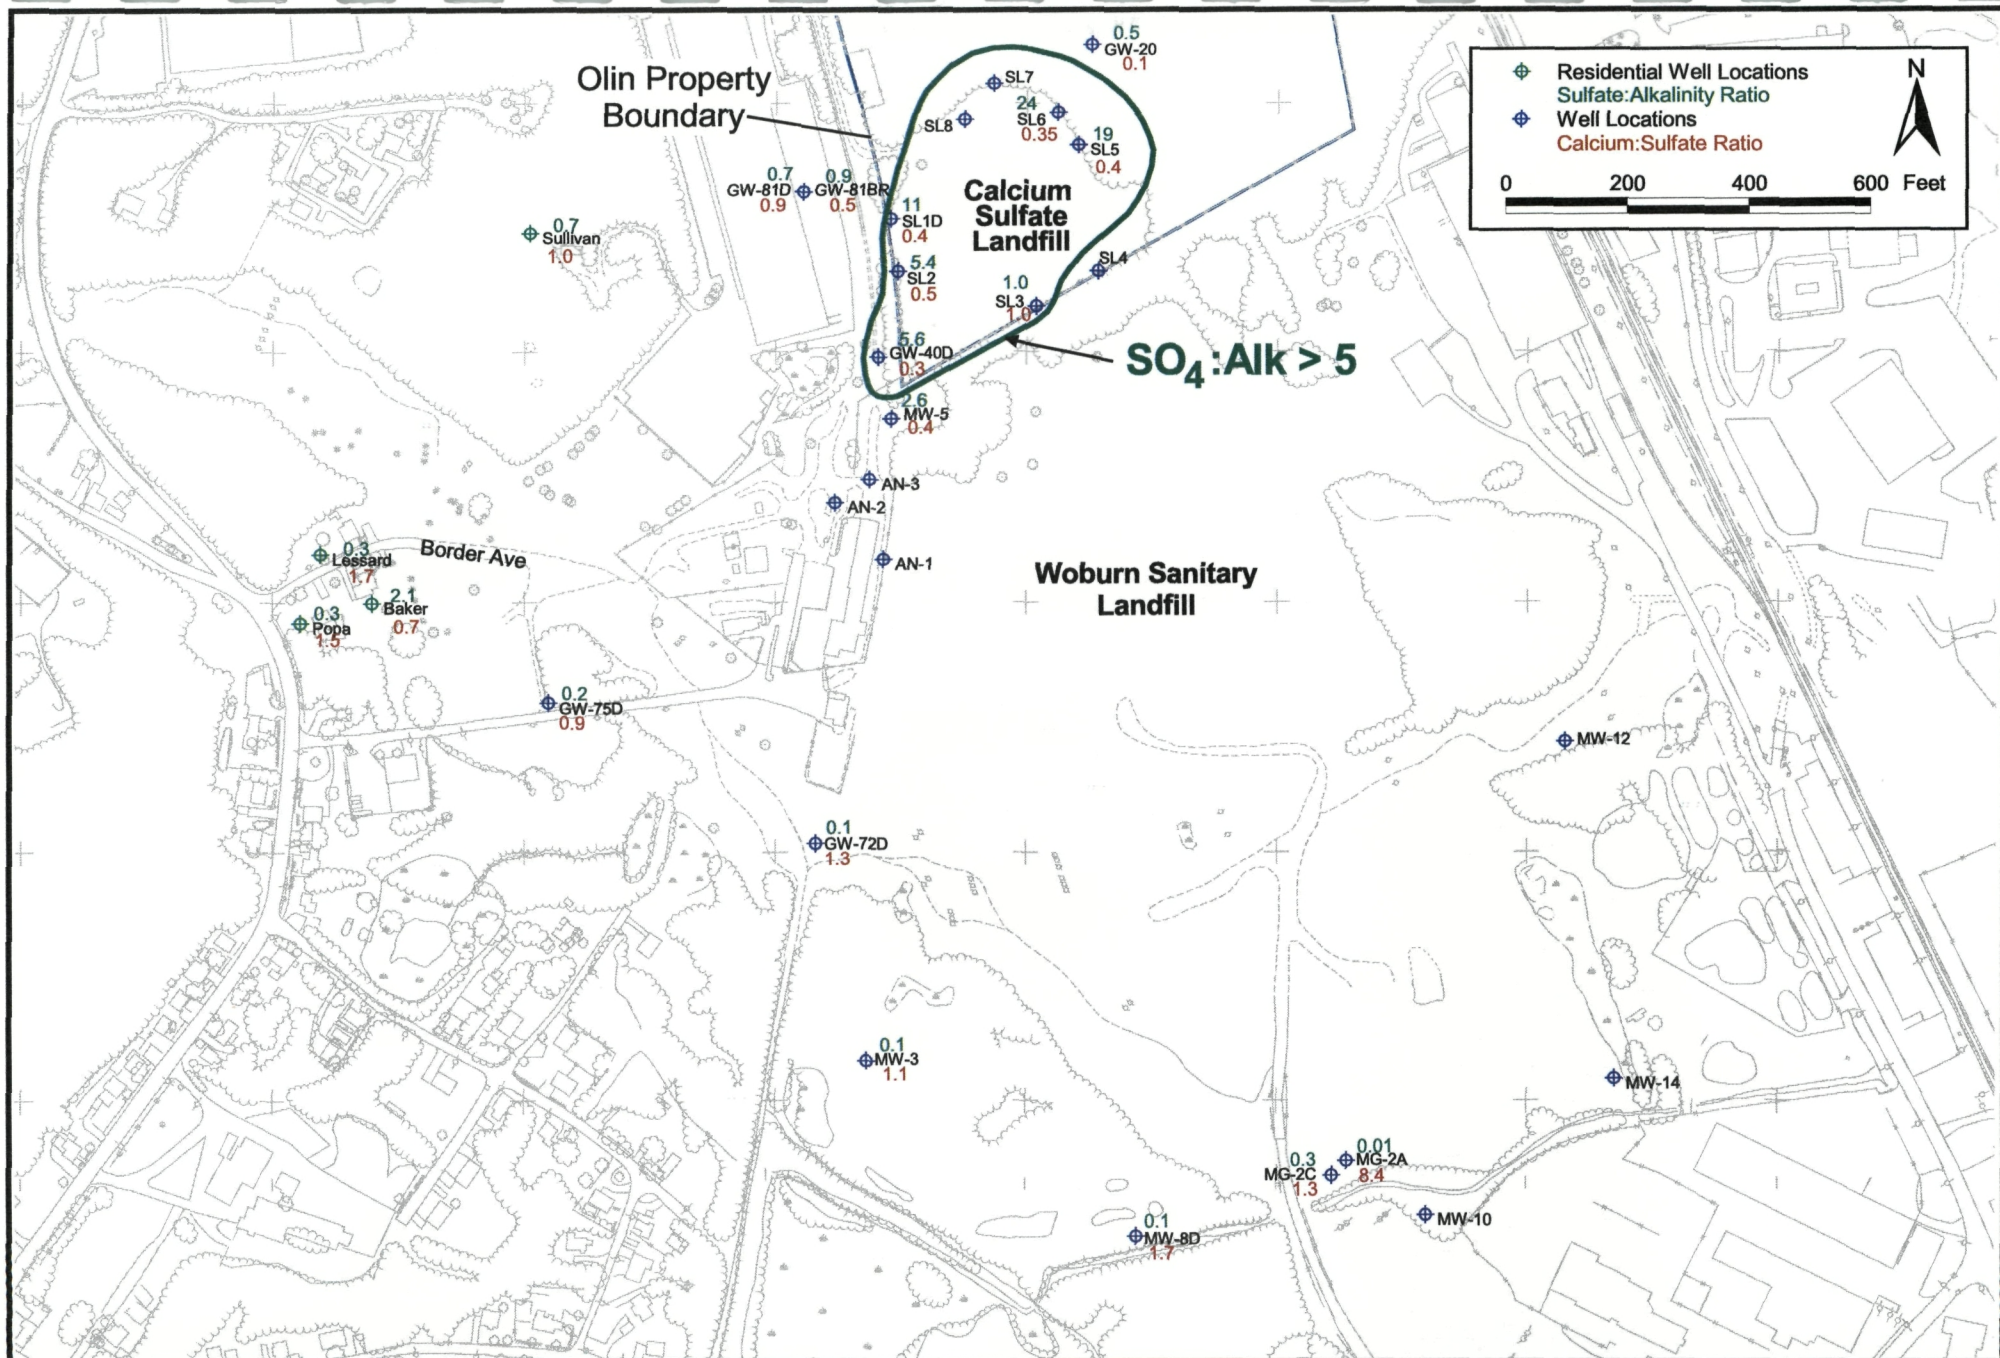 0.5
GW-20
0.1
Olin Property
Boundary
SL7
24
SL6
0.35
SL8
19
SL5
0.4
Residential Well Locations
Sulfate:Alkalinity Ratio
Well Locations
Calcium:Sulfate Ratio
N
0 200 400 600 Feet
0.7
GW-81D
0.9
0.9
GW-81BR
0.5
Calcium
Sulfate
Landfill
11
SL1D
0.4
0.7
Sullivan
1.0
5.4
SL2
0.5
SL4
1.0
SL3
1.0
5.6
GW-40D
0.3
SO4:Alk > 5
2.6
MW-5
0.4
AN-3
AN-2
AN-1
Border Ave
0.3
Lessard
1.7
2.1
Baker
0.7
0.3
Popa
1.5
Woburn Sanitary
Landfill
0.2
GW-75D
0.9
MW-12
0.1
GW-72D
1.3
0.1
MW-3
1.1
MW-14
0.01
MG-2A
8.4
0.3
MG-2C
1.3
MW-10
0.1
MW-8D
1.7